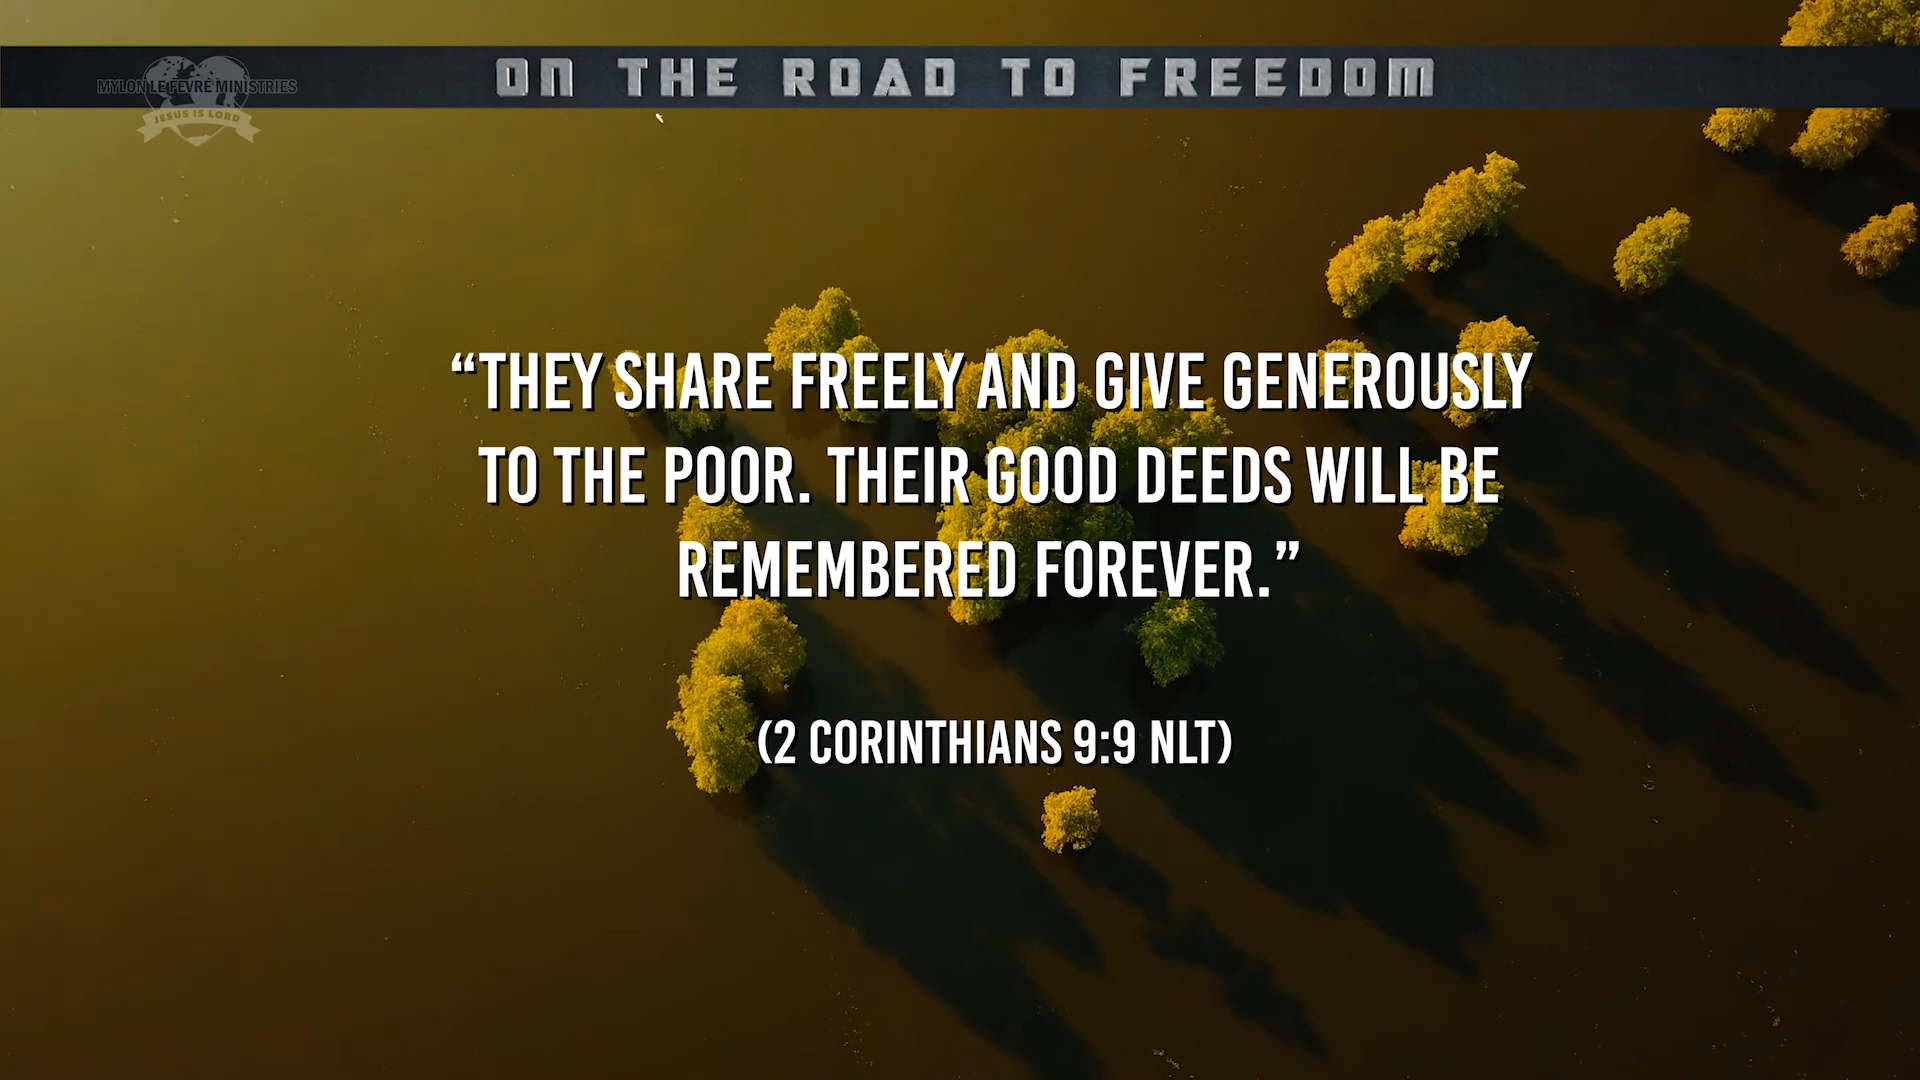 ON THE ROAD TO FREEDOM
MYLON LE FEVRE MINISTRIES
JESUS IS LORD
“THEY SHARE FREELY AND GIVE GENEROUSLY
TO THE POOR. THEIR GOOD DEEDS WILL BE
REMEMBERED FOREVER.”
(2 CORINTHIANS 9:9 NLT)